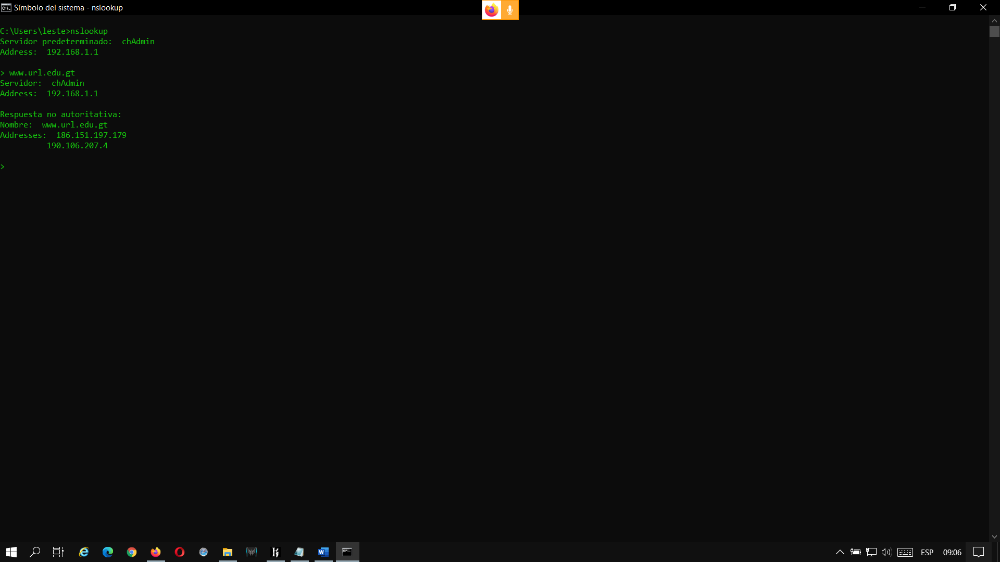 Símbolo del sistema - nslookup
C:\Users\leste>nslookup
Servidor predeterminado:  chAdmin
Address:  192.168.1.1
> www.url.edu.gt
Servidor:  chAdmin
Address:  192.168.1.1
Respuesta no autoritativa:
Nombre:  www.url.edu.gt
Addresses:  186.151.197.179
190.106.207.4
>
ESP 09:06